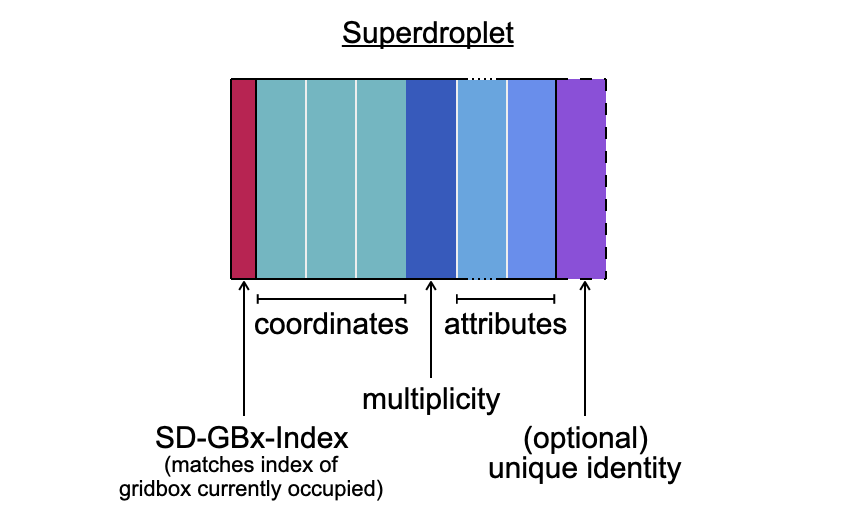 Superdroplet
coordinates
attributes
multiplicity
SD-GBx-Index
(matches index of
gridbox currently occupied)
(optional)
unique identity